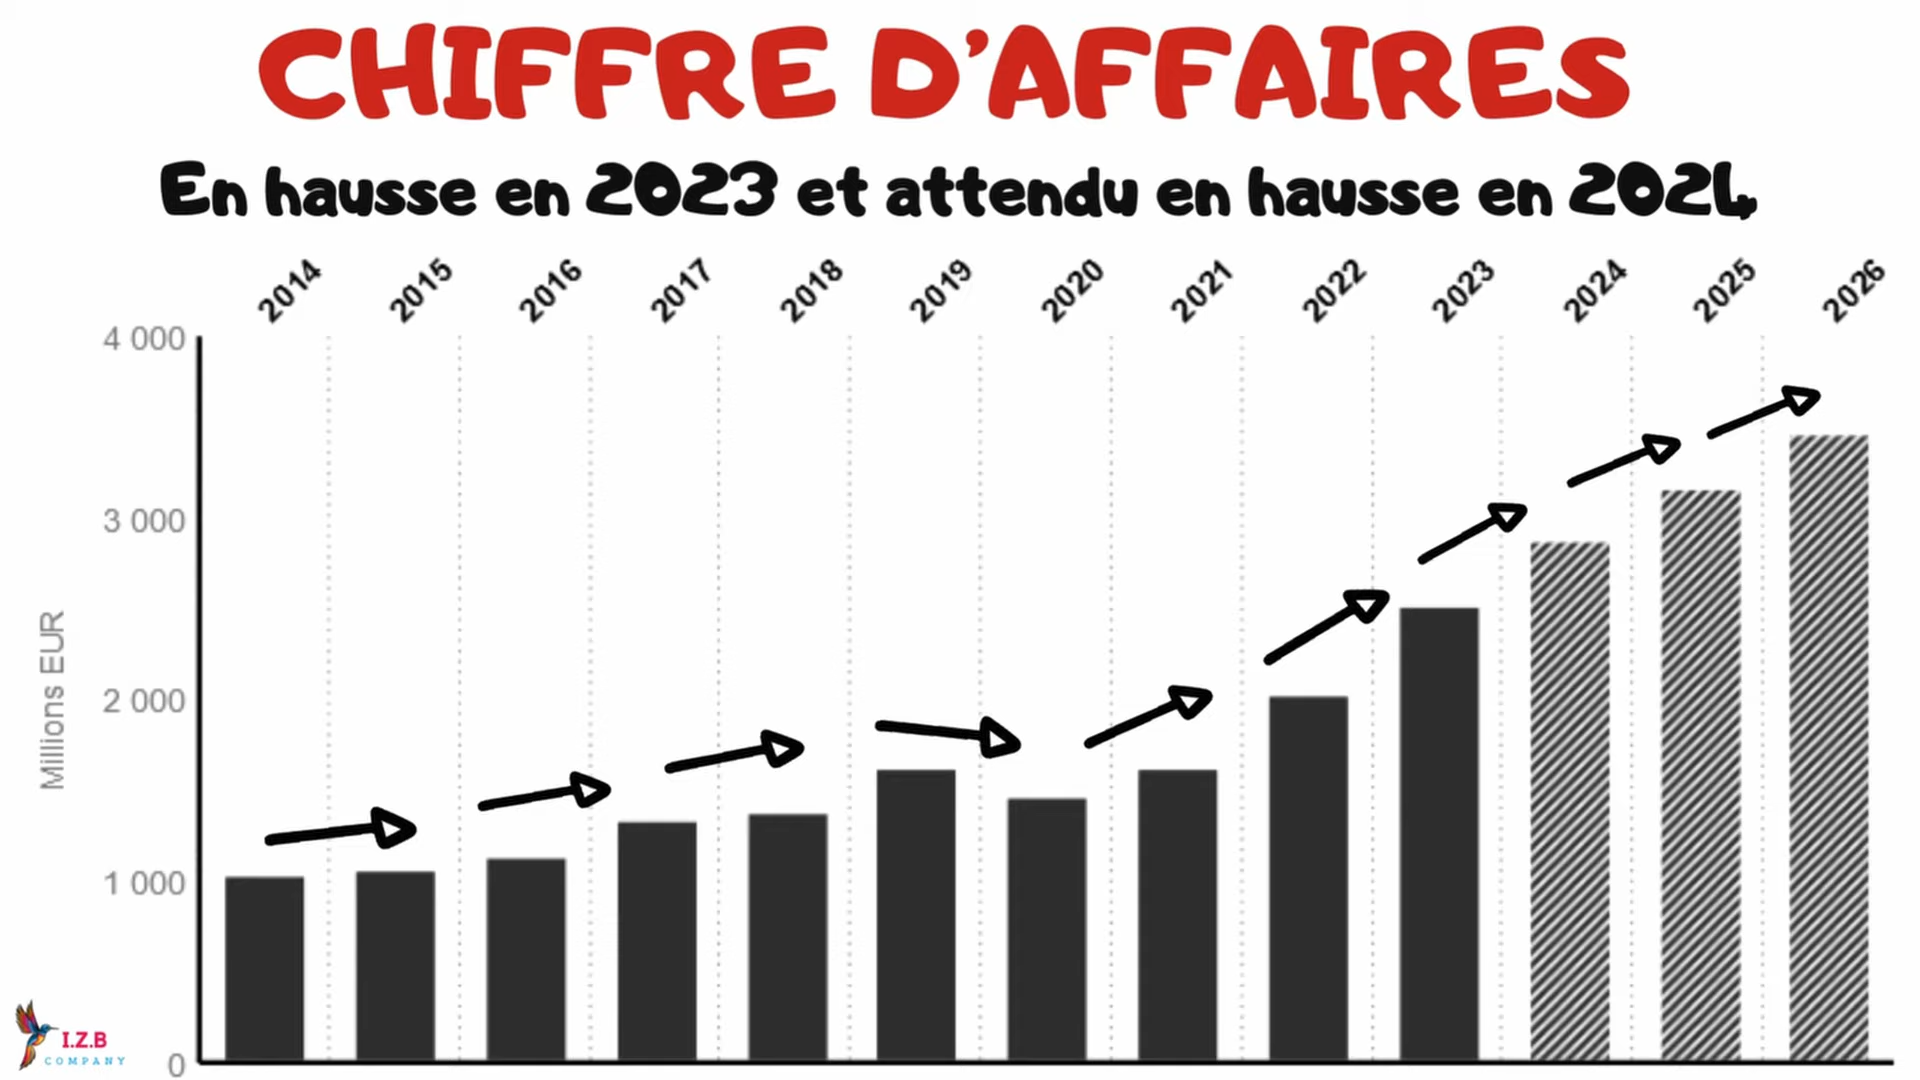 CHIFFRE D'AFFAIRES
En hausse en 2023 et attendu en hausse en 2024
2014 2015 2016 2017 2018 2019 2020 2021 2022 2023 2024 2025 2026
4 000
3 000
2 000
1 000
0
Millions EUR
I.Z.B
COMPANY